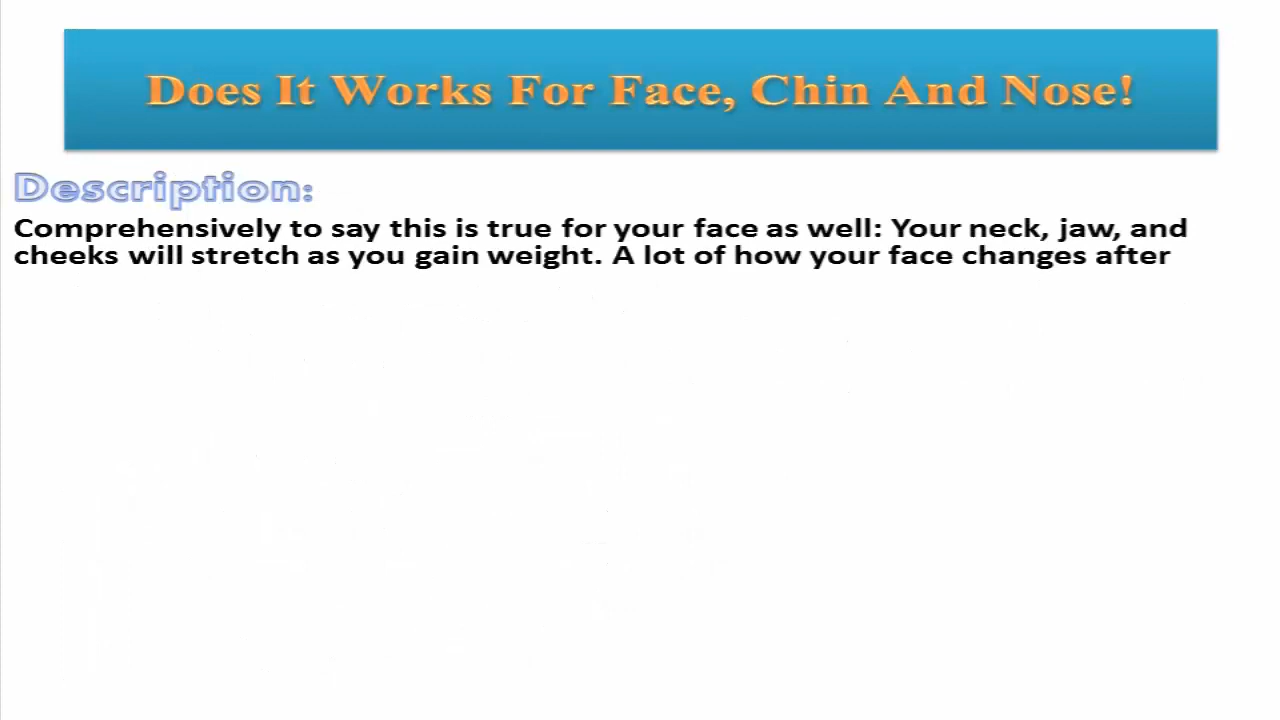 Does It Works For Face, Chin And Nose!
Description:
Comprehensively to say this is true for your face as well: Your neck, jaw, and
cheeks will stretch as you gain weight. A lot of how your face changes after